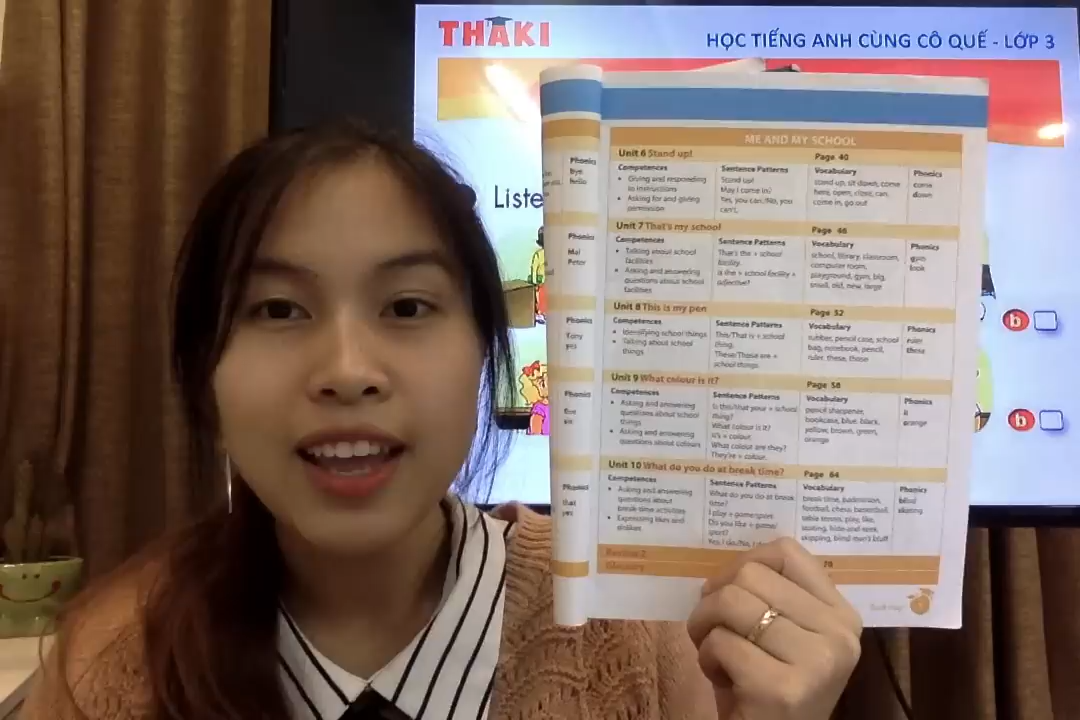 THAKI
HỌC TIẾNG ANH CÙNG CÔ QUẾ - LỚP 3
Liste
b
b
ME AND MY SCHOOL
Unit 6 Stand up! Page 40
Competences
• Giving and responding
to instructions
• Asking for and giving
permission
Sentence Patterns
Stand up!
May I come in?
Yes, you can./No, you
can't.
Vocabulary
stand up, sit down, come
here, open, close, can,
come in, go out
Phonics
come
down
Unit 7 That's my school Page 46
Competences
• Talking about school
facilities
• Asking and answering
questions about school
facilities
Sentence Patterns
That's the + school
facility
Is the + school facility +
adjective?
Vocabulary
school, library, classroom,
computer room,
playground, gym, big,
small, old, new, large
Phonics
gym
look
Unit 8 This is my pen Page 52
Competences
• Identifying school things
• Talking about school
things
Sentence Patterns
This/That is + school
thing.
These/Those are +
school things.
Vocabulary
rubber, pencil case, school
bag, notebook, pencil,
ruler, these, those
Phonics
ruler
these
Unit 9 What colour is it? Page 58
Competences
• Asking and answering
questions about school
things
• Asking and answering
questions about colours
Sentence Patterns
Is this/that your + school
thing?
What colour is it?
It's + colour.
What colour are they?
They're + colour.
Vocabulary
pencil sharpener,
bookcase, blue, black,
yellow, brown, green,
orange
Phonics
it
orange
Unit 10 What do you do at break time? Page 64
Competences
• Asking and answering
questions about
break time activities
• Expressing likes and
dislikes
Sentence Patterns
What do you do at break
time?
I play + game/sport.
Do you like + game/
sport?
Yes, I do./No, I
Vocabulary
break time, badminton,
football, chess, basketball,
table tennis, play, like,
skating, hide-and-seek,
skipping, blind man's bluff
Phonics
blind
skating
Review 2
Glossary
Phonics
bye
hello
Phonics
Mai
Peter
Phonics
Tony
yes
Phonics
five
six
Phonics
that
yes